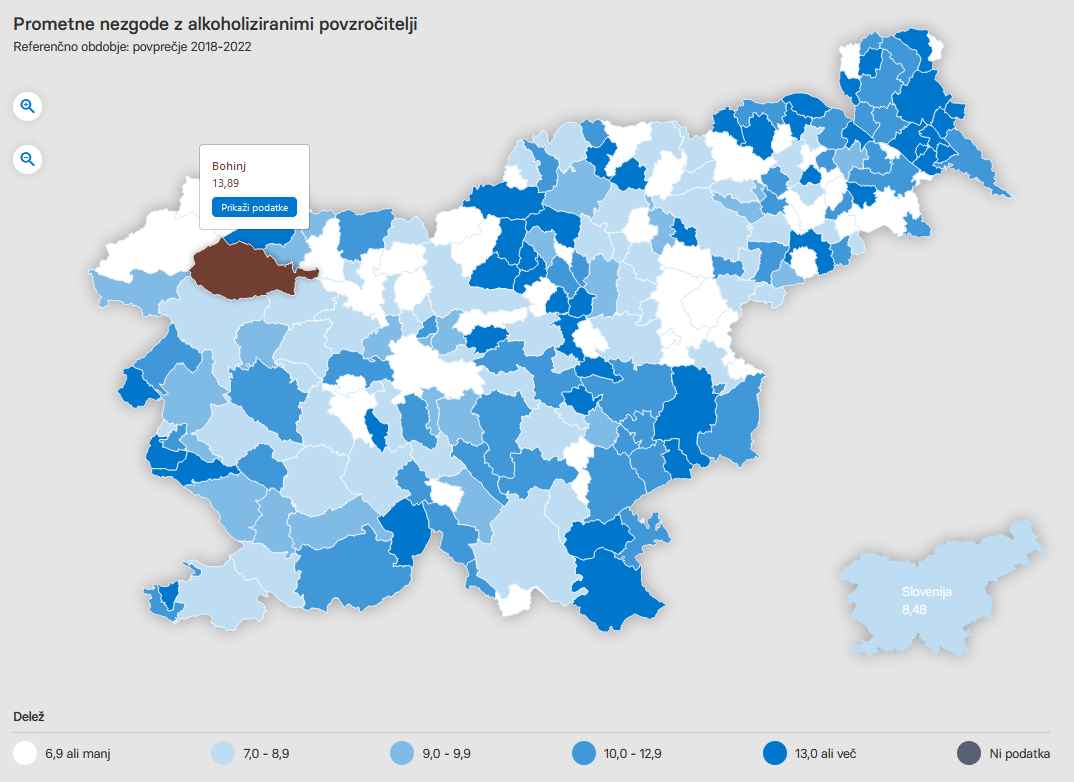 Prometne nezgode z alkoholiziranimi povzročitelji
Referenčno obdobje: povprečje 2018-2022
Bohinj
13,89
Prikaži podatke
Slovenija
8,48
Delež
6,9 ali manj
7,0 - 8,9
9,0 - 9,9
10,0 - 12,9
13,0 ali več
Ni podatka